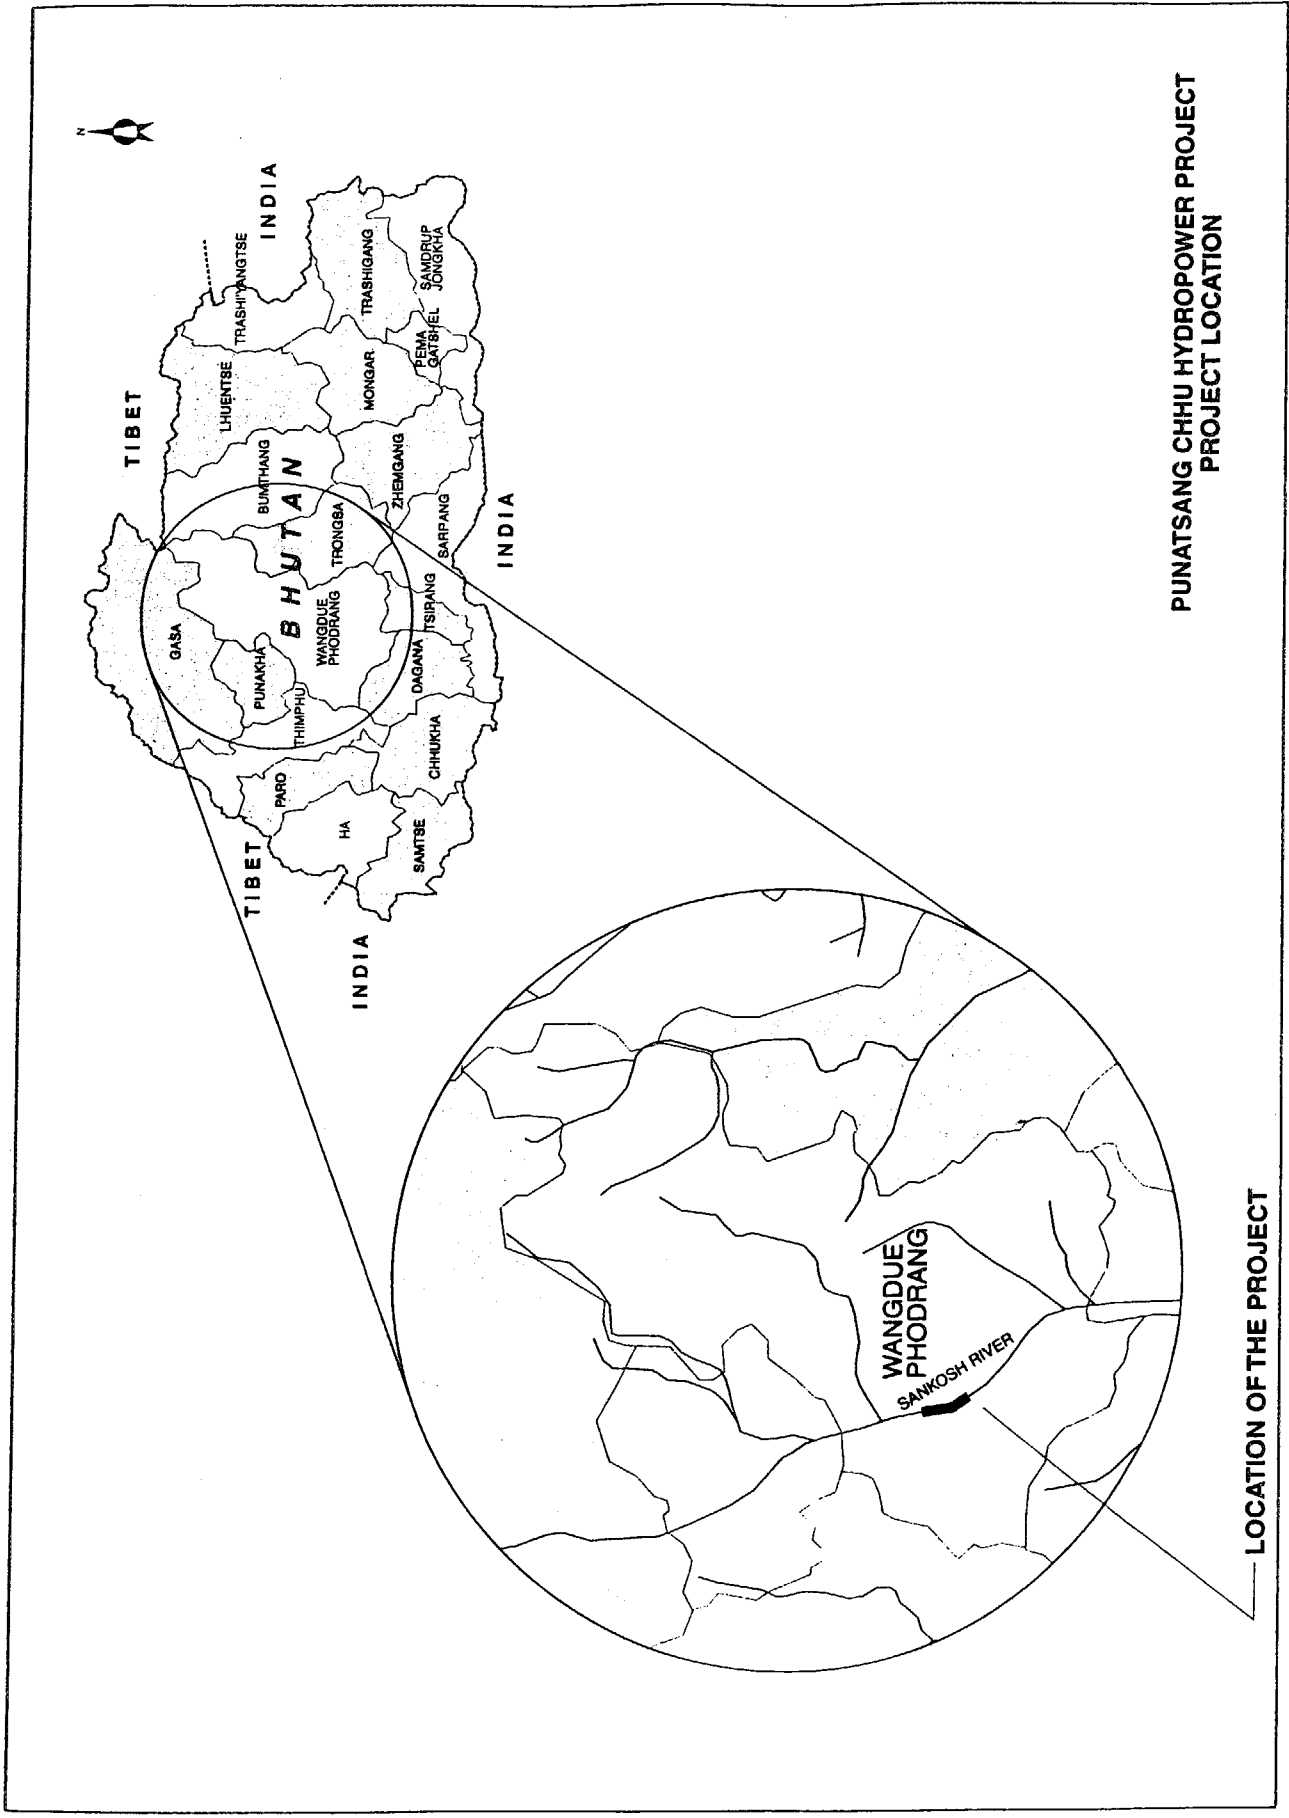 N
TIBET
INDIA
TIBET
INDIA
INDIA
BHUTAN
GASA
PUNAKHA
THIMPHU
PARO
HA
SAMTSE
CHHUKHA
DAGANA
TSIRANG
WANGDUE
PHODRANG
TRONGSA
BUMTHANG
SARPANG
ZHEMGANG
LHUENTSE
MONGAR
TRASHIYANGTSE
TRASHIGANG
PEMA
GATSHEL
SAMDRUP
JONGKHA
WANGDUE
PHODRANG
SANKOSH RIVER
LOCATION OF THE PROJECT
PUNATSANG CHHU HYDROPOWER PROJECT
PROJECT LOCATION